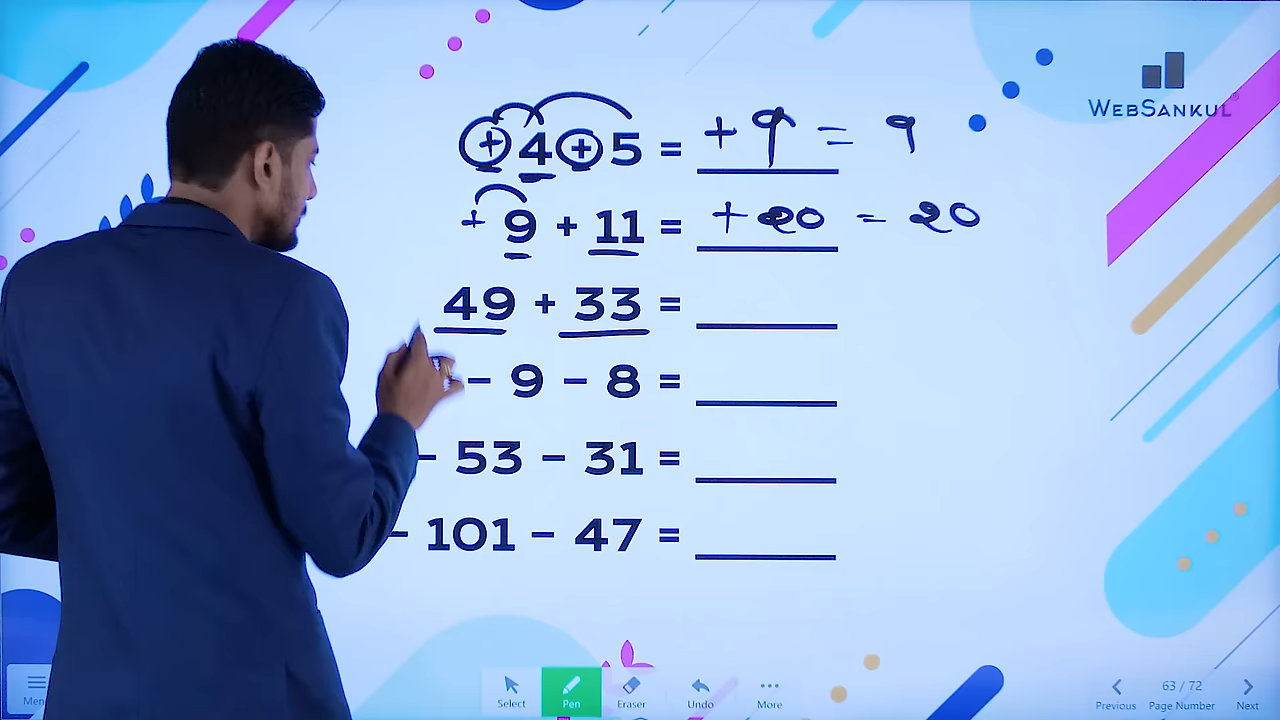 WEBSANKUL®
+ 4 + 5 = +9 = 9
+ 9 + 11 = +20 = 20
49 + 33 =
- 9 - 8 =
- 53 - 31 =
- 101 - 47 =
Men
Select
Pen
Eraser
Undo
More
Previous
63 / 72
Page Number
Next